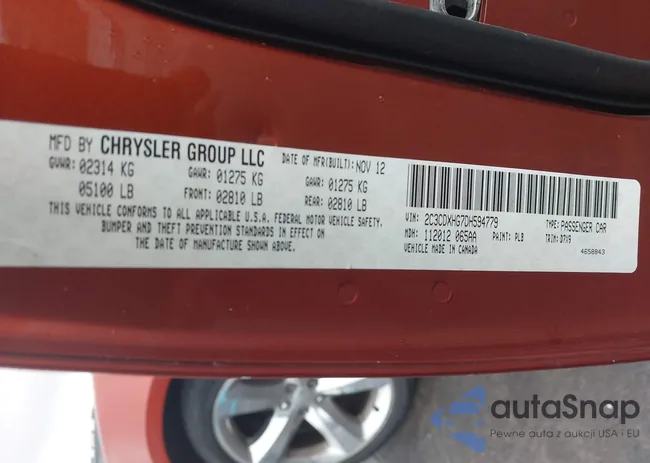 MFD BY CHRYSLER GROUP LLC DATE OF MFR(BUILT): NOV 12
GVWR: 02314 KG GAWR: 01275 KG GAWR: 01275 KG
05100 LB FRONT: 02810 LB REAR: 02810 LB
THIS VEHICLE CONFORMS TO ALL APPLICABLE U.S.A. FEDERAL MOTOR VEHICLE SAFETY,
BUMPER AND THEFT PREVENTION STANDARDS IN EFFECT ON
THE DATE OF MANUFACTURE SHOWN ABOVE.
VIN: 2C3CDXHG7DH594779 TYPE: PASSENGER CAR
MDH: 112012 065AA PAINT: PLB TRIM: D7X9
VEHICLE MADE IN CANADA 4658843
autaSnap
Pewne auta z aukcji USA i EU